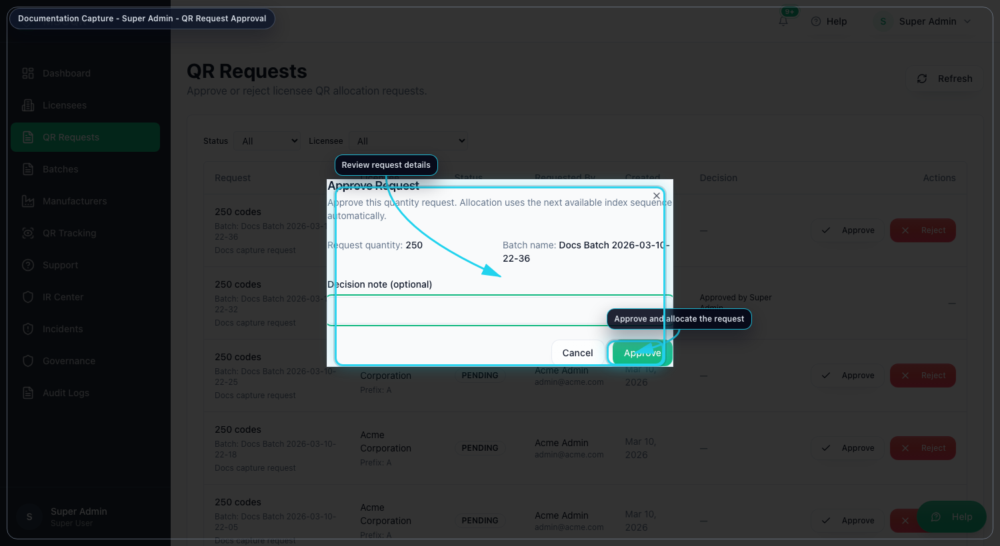 Documentation Capture - Super Admin - QR Request Approval
9+
Help
S
Super Admin
Dashboard
Licensees
QR Requests
Batches
Manufacturers
QR Tracking
Support
IR Center
Incidents
Governance
Audit Logs
S
Super Admin
Super User
QR Requests
Approve or reject licensee QR allocation requests.
Refresh
Status
All
Licensee
All
Review request details
Request
Status
Requested By
Created
Decision
Actions
Approve Request
Approve this quantity request. Allocation uses the next available index sequence
automatically.
Request quantity: 250
Batch name: Docs Batch 2026-03-10-
22-36
Decision note (optional)
Approve and allocate the request
Cancel
Approve
250 codes
Batch: Docs Batch 2026-03-1
22-36
Docs capture request
—
Approve
Reject
250 codes
Batch: Docs Batch 2026-03-1
22-32
Docs capture request
Approved by Super
Admin
—
250 codes
Batch: Docs Batch 2026-03-10-
22-25
Docs capture request
Corporation
Prefix: A
PENDING
Acme Admin
admin@acme.com
Mar 10,
2026
—
Approve
Reject
250 codes
Batch: Docs Batch 2026-03-10-
22-18
Docs capture request
Acme
Corporation
Prefix: A
PENDING
Acme Admin
admin@acme.com
Mar 10,
2026
—
Approve
Reject
250 codes
Batch: Docs Batch 2026-03-10-
22-05
Docs capture request
Acme
Corporation
Prefix: A
PENDING
Acme Admin
admin@acme.com
Mar 10,
2026
—
Approve
Help